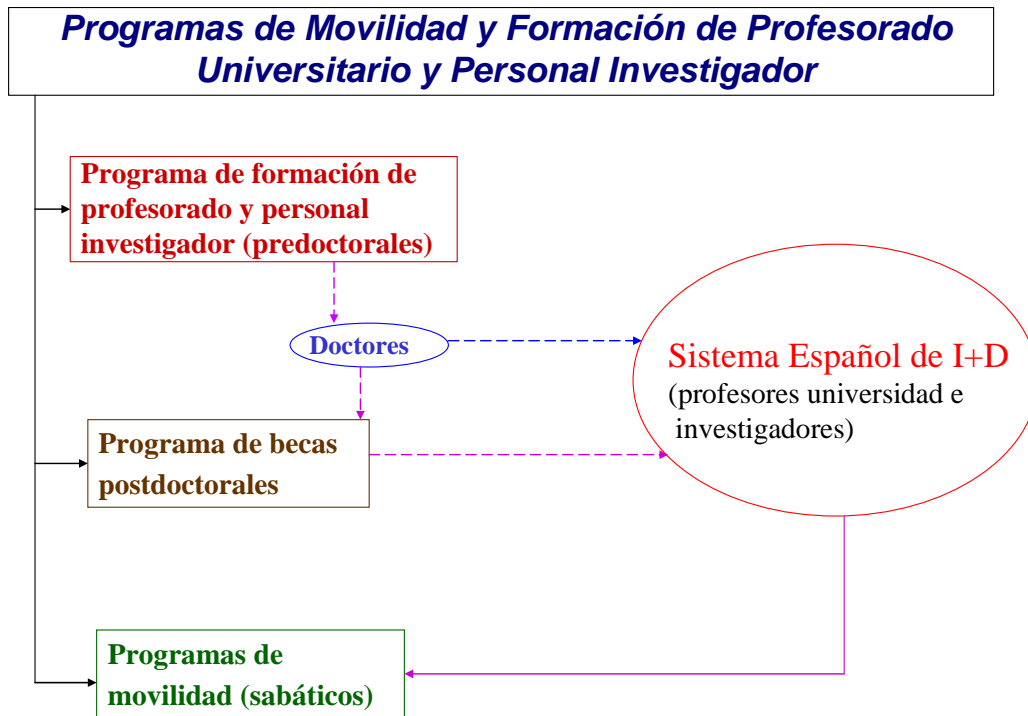 Programas de Movilidad y Formación de Profesorado
Universitario y Personal Investigador
Programa de formación de
profesorado y personal
investigador (predoctorales)
Doctores
Sistema Español de I+D
(profesores universidad e
investigadores)
Programa de becas
postdoctorales
Programas de
movilidad (sabáticos)